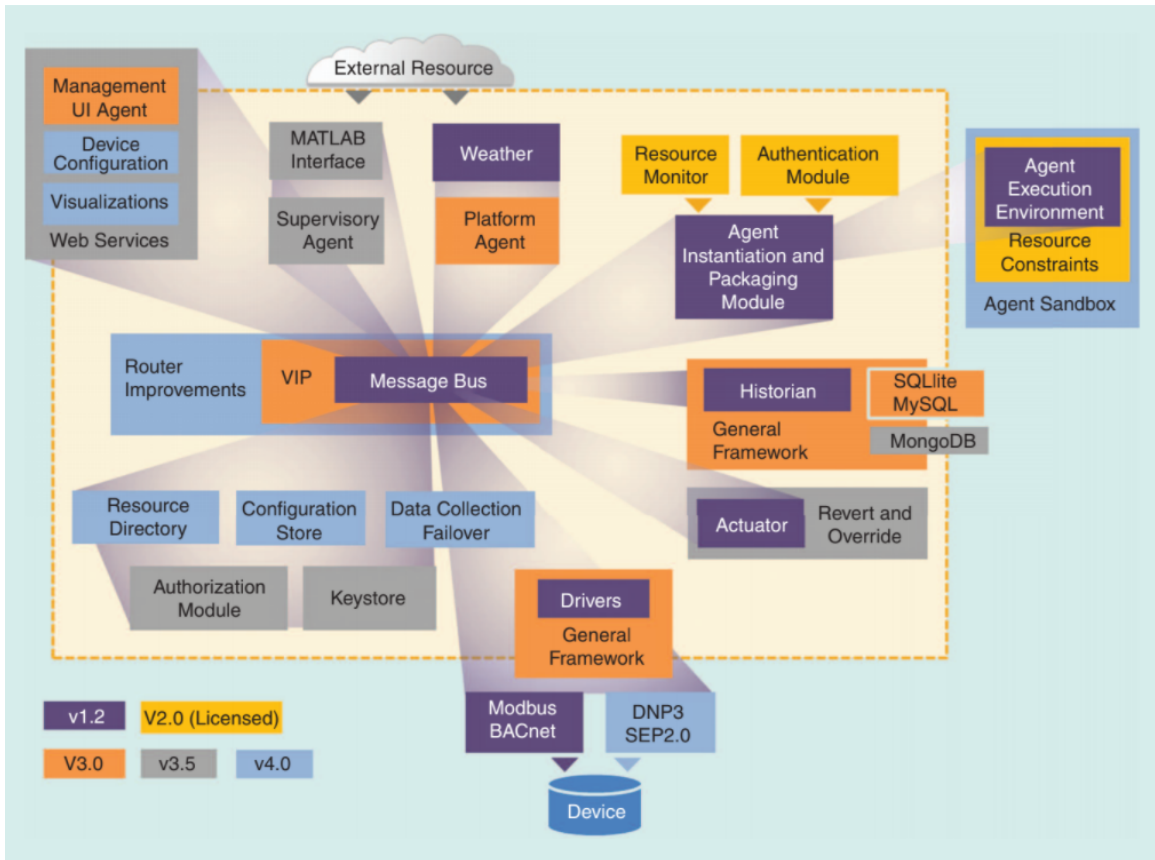 External Resource
Management
UI Agent
Device
Configuration
Visualizations
Web Services
MATLAB
Interface
Supervisory
Agent
Weather
Platform
Agent
Resource
Monitor
Authentication
Module
Agent
Instantiation and
Packaging
Module
Agent
Execution
Environment
Resource
Constraints
Agent Sandbox
Router
Improvements
VIP
Message Bus
Historian
General
Framework
SQLlite
MySQL
MongoDB
Actuator
Revert and
Override
Resource
Directory
Configuration
Store
Data Collection
Failover
Authorization
Module
Keystore
Drivers
General
Framework
Modbus
BACnet
DNP3
SEP2.0
Device
v1.2
V2.0 (Licensed)
V3.0
v3.5
v4.0